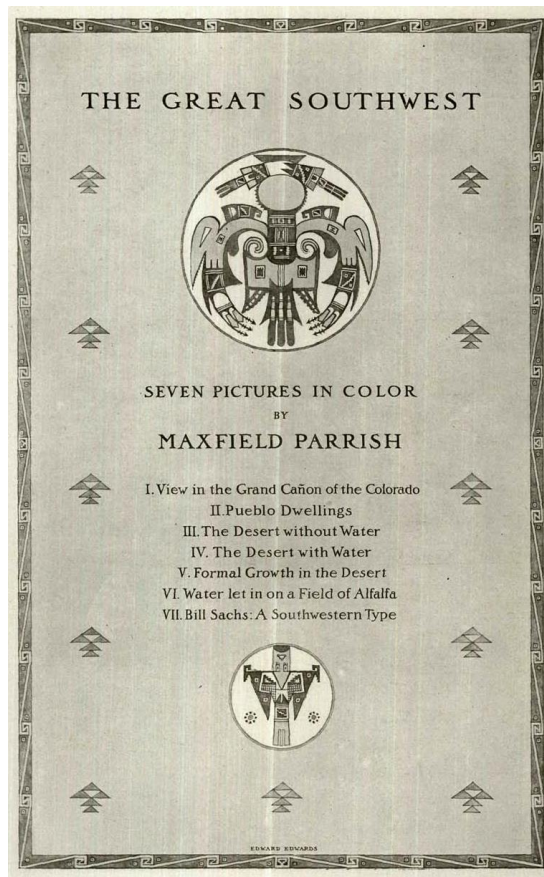 THE GREAT SOUTHWEST
SEVEN PICTURES IN COLOR
BY
MAXFIELD PARRISH
I. View in the Grand Cañon of the Colorado
II. Pueblo Dwellings
III. The Desert without Water
IV. The Desert with Water
V. Formal Growth in the Desert
VI. Water let in on a Field of Alfalfa
VII. Bill Sachs: A Southwestern Type
EDWARD EDWARDS